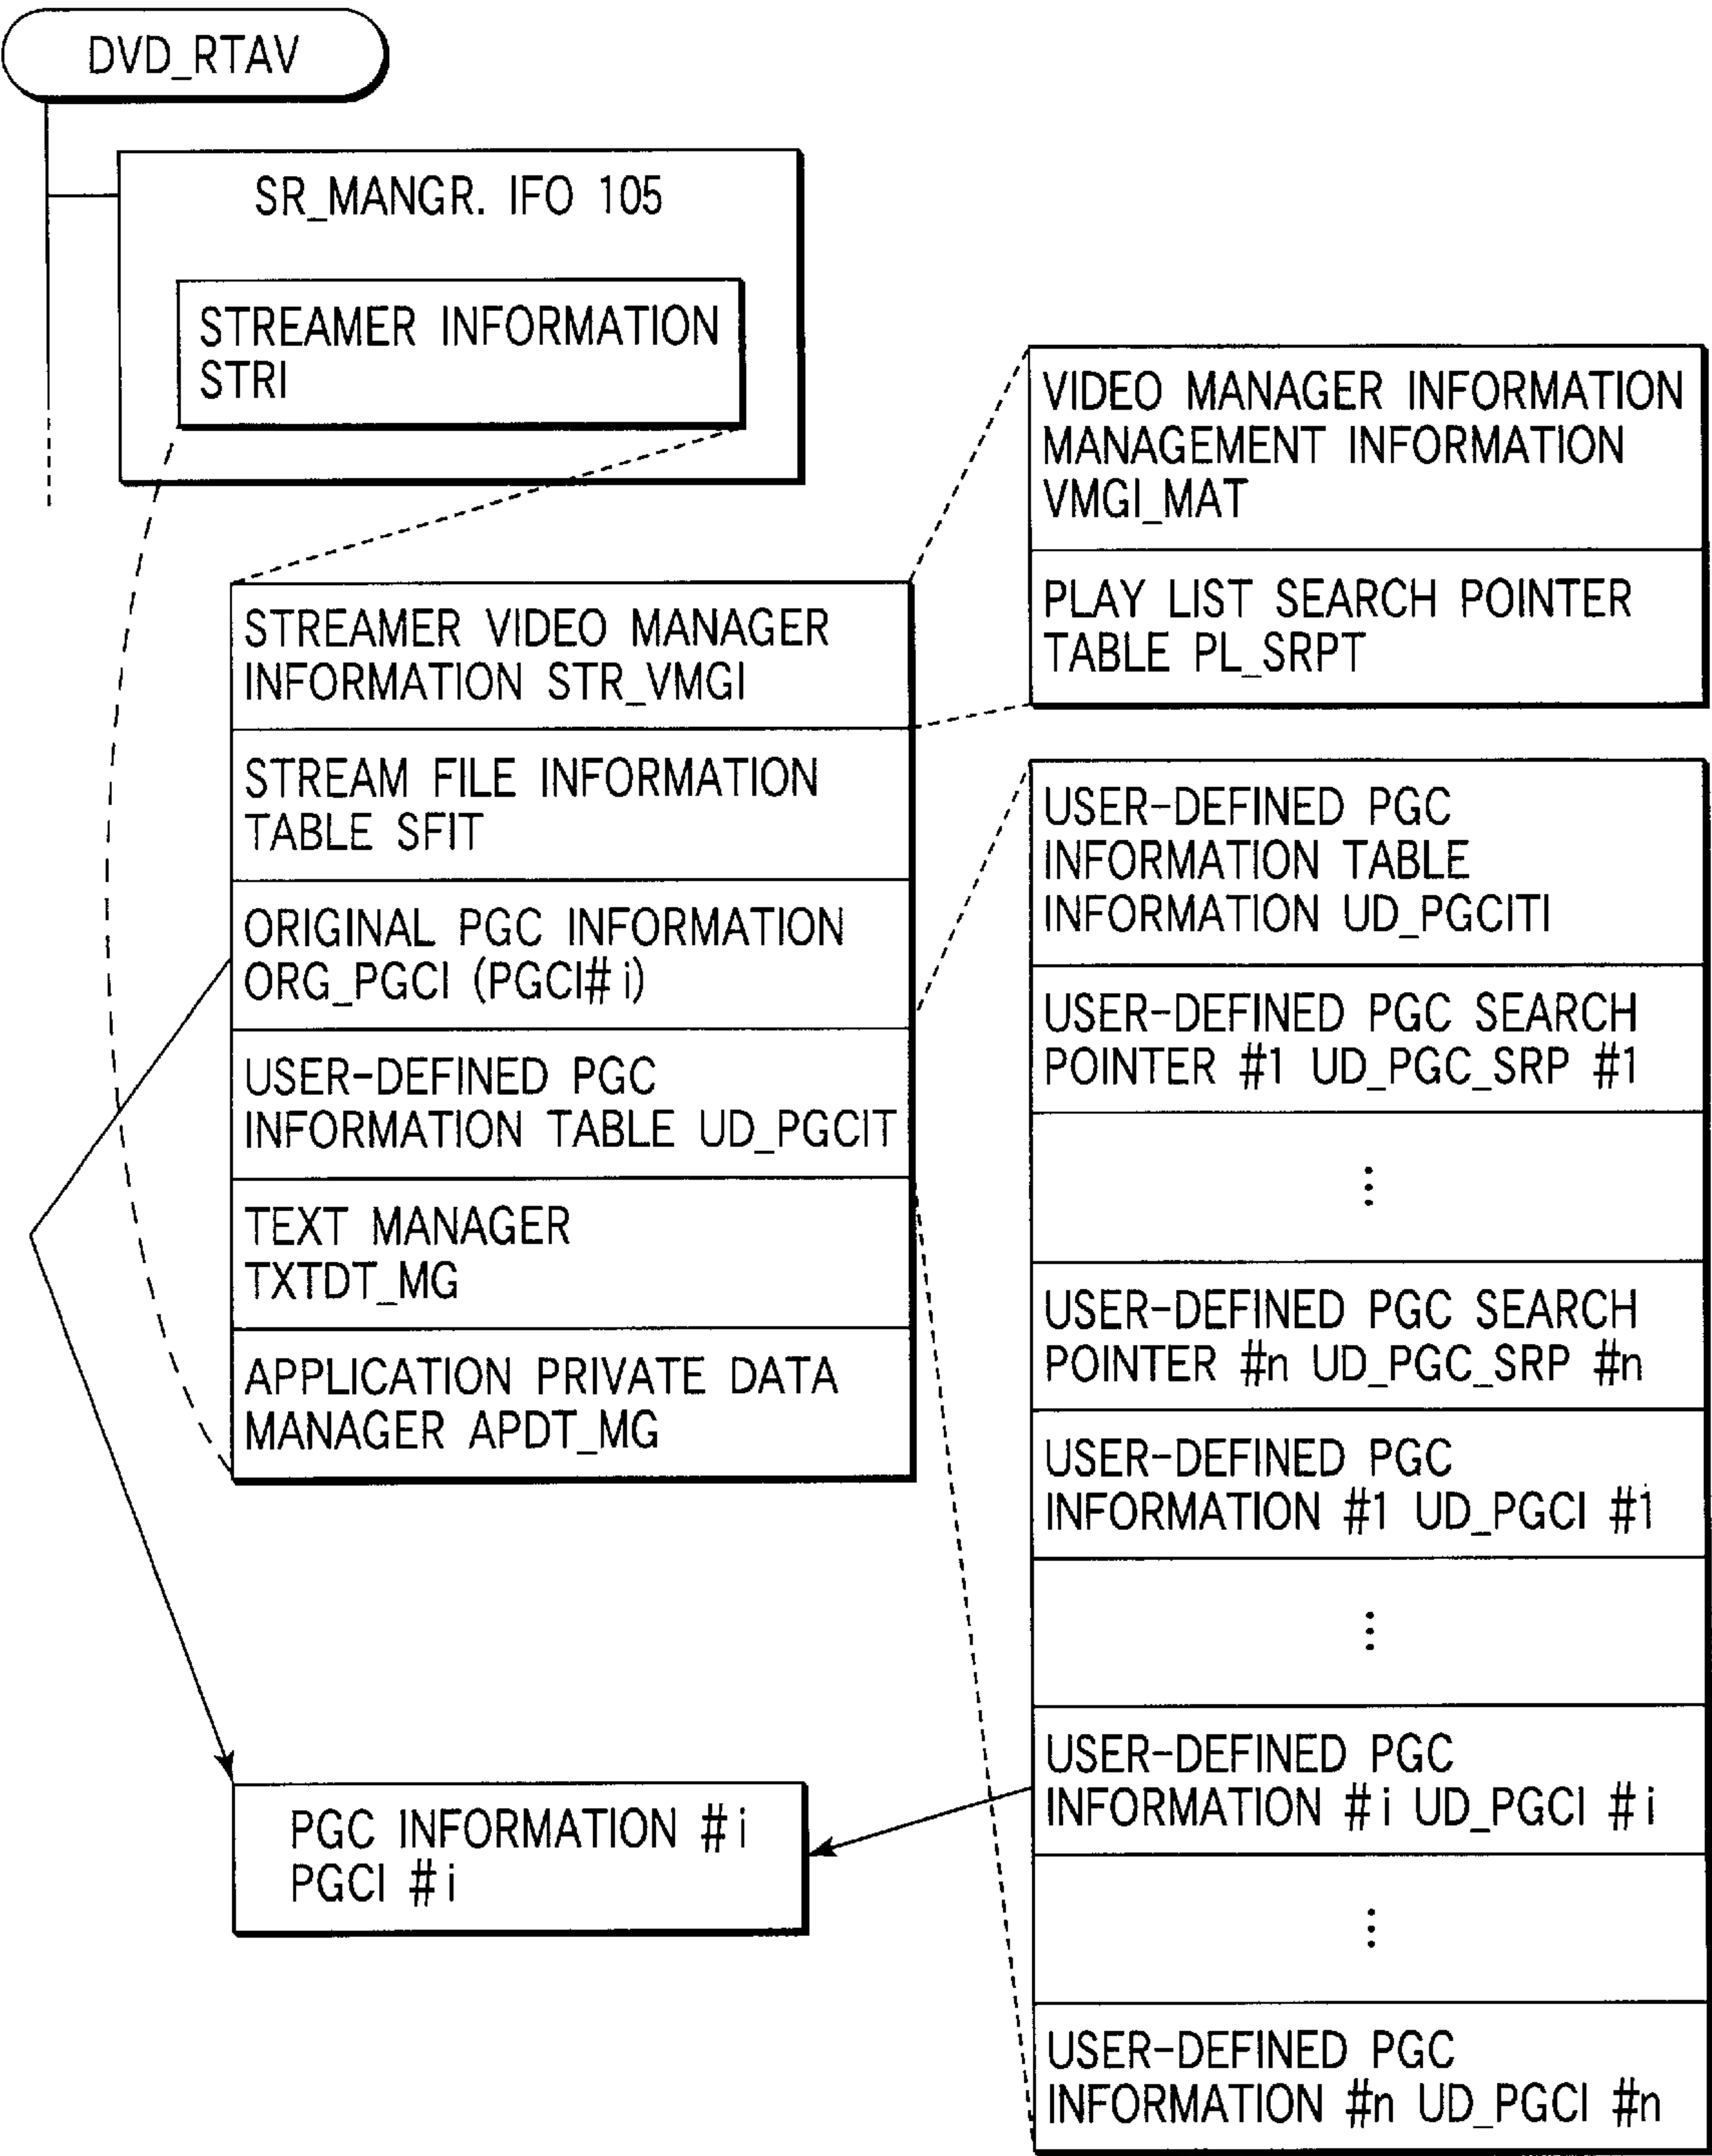 DVD_RTAV
SR_MANGR. IFO 105
STREAMER INFORMATION
STRI
STREAMER VIDEO MANAGER
INFORMATION STR_VMGI
STREAM FILE INFORMATION
TABLE SFIT
ORIGINAL PGC INFORMATION
ORG_PGCI (PGCI# i)
USER-DEFINED PGC
INFORMATION TABLE UD_PGCIT
TEXT MANAGER
TXTDT_MG
APPLICATION PRIVATE DATA
MANAGER APDT_MG
VIDEO MANAGER INFORMATION
MANAGEMENT INFORMATION
VMGI_MAT
PLAY LIST SEARCH POINTER
TABLE PL_SRPT
USER-DEFINED PGC
INFORMATION TABLE
INFORMATION UD_PGCITI
USER-DEFINED PGC SEARCH
POINTER #1 UD_PGC_SRP #1
⋮
USER-DEFINED PGC SEARCH
POINTER #n UD_PGC_SRP #n
USER-DEFINED PGC
INFORMATION #1 UD_PGCI #1
⋮
USER-DEFINED PGC
INFORMATION # i UD_PGCI # i
⋮
USER-DEFINED PGC
INFORMATION #n UD_PGCI #n
PGC INFORMATION # i
PGCI # i